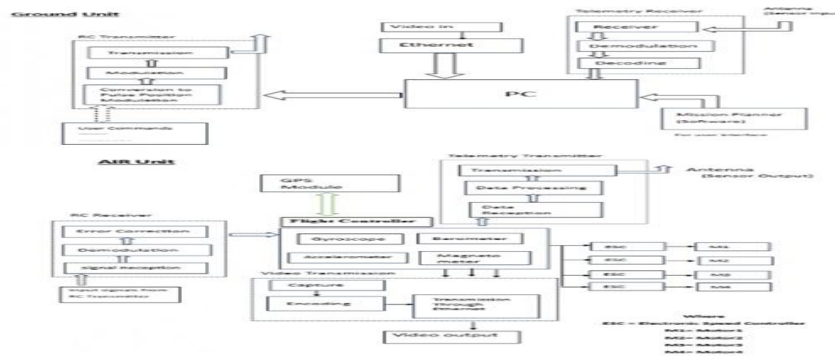 Ground Unit
RC Transmitter
Transmission
Modulation
Conversion to
Pulse Position
Modulation
User Commands
Video in
Ethernet
PC
Telemetry Receiver
Receiver
Demodulation
Decoding
Antenna
(Sensor Input)
Mission Planner
(Software)
For user interface
AIR Unit
GPS
Module
RC Receiver
Error Correction
Demodulation
Signal Reception
Input signals from
RC Transmitter
Flight Controller
Gyroscope
Barometer
Accelerometer
Magneto
meter
Telemetry Transmitter
Transmission
Data Processing
Data
Reception
Antenna
(Sensor Output)
Video Transmission
Capture
Encoding
Transmission
Through
Ethernet
Video output
ESC
M1
ESC
M2
ESC
M3
ESC
M4
Where
ESC = Electronic Speed Controller
M1= Motor1
M2= Motor2
M3= Motor3